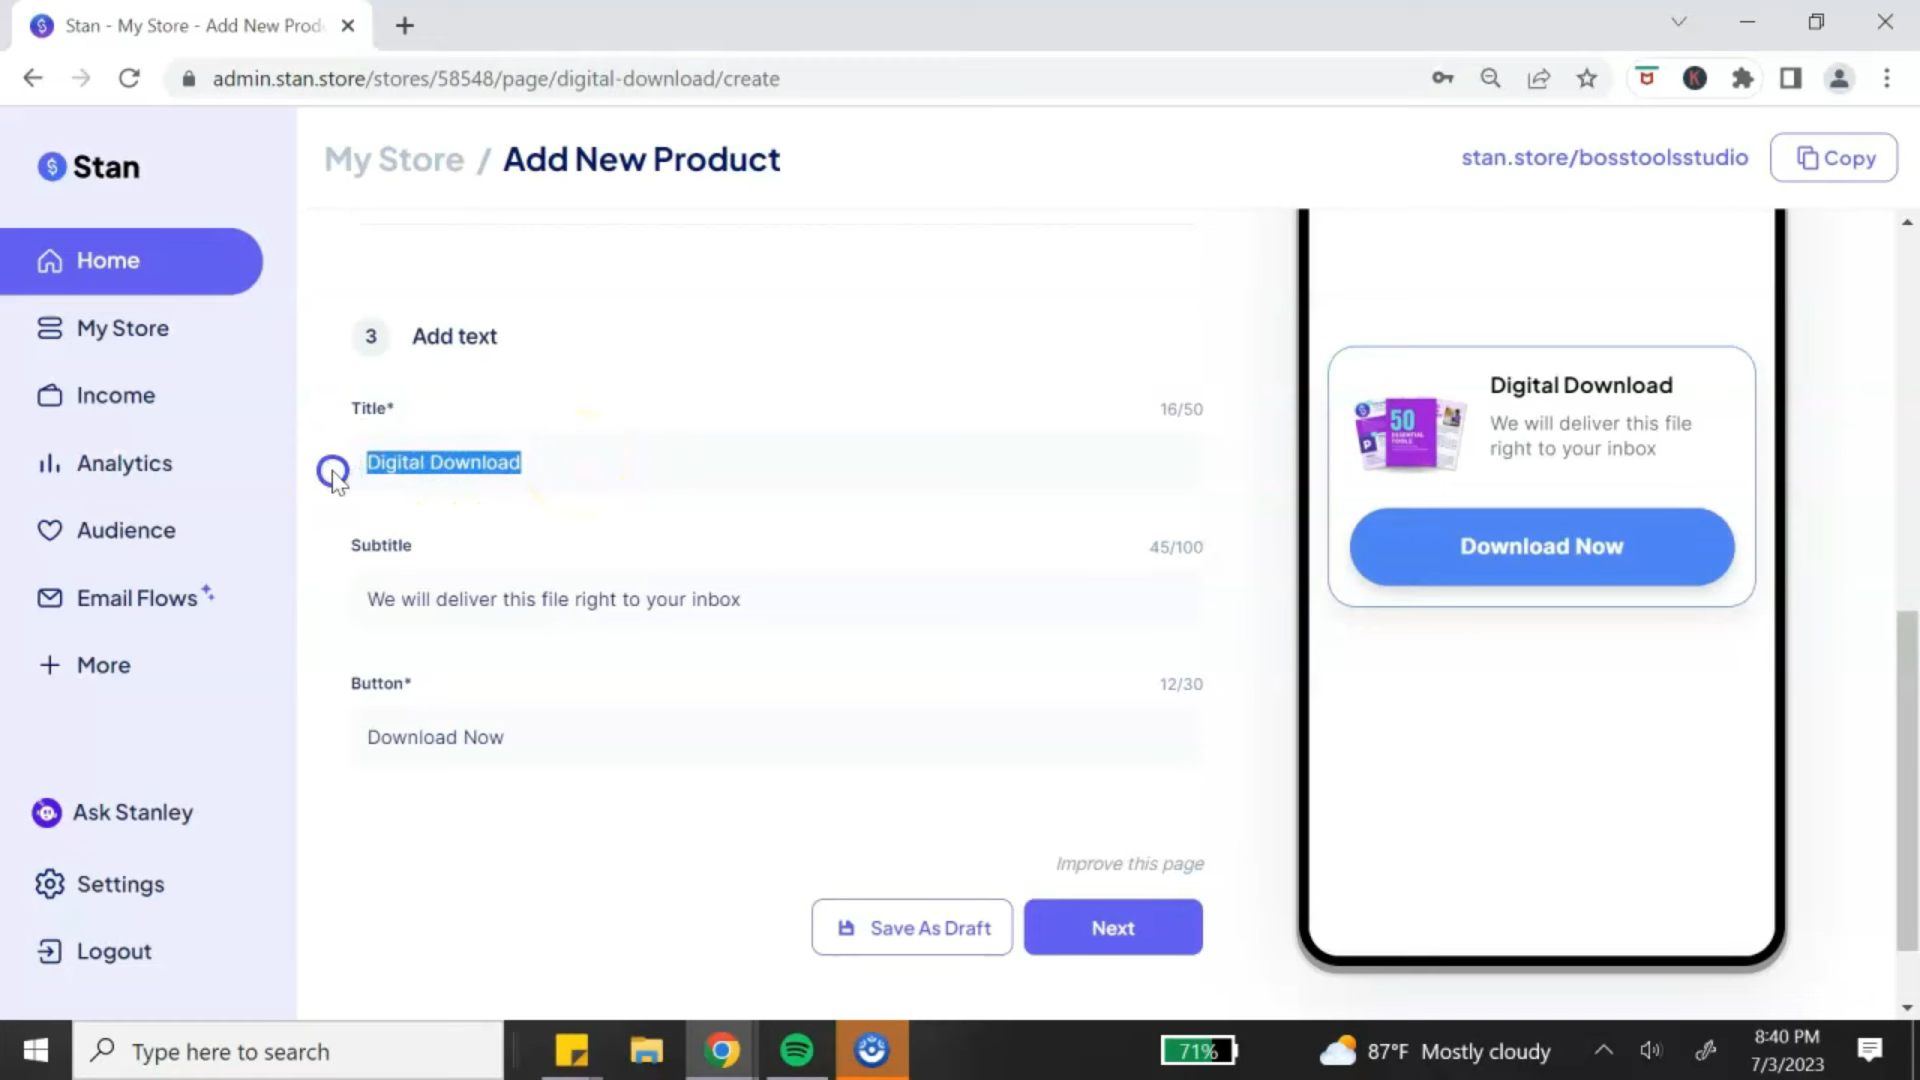 Stan - My Store - Add New Prod
admin.stan.store/stores/58548/page/digital-download/create
Stan
My Store / Add New Product
stan.store/bosstoolsstudio
Copy
Home
My Store
Income
Analytics
Audience
Email Flows
More
Ask Stanley
Settings
Logout
3 Add text
Title* 16/50
Digital Download
Subtitle 45/100
We will deliver this file right to your inbox
Button* 12/30
Download Now
Improve this page
Save As Draft
Next
50
ESSENTIAL
TOOLS
Digital Download
We will deliver this file
right to your inbox
Download Now
Type here to search
71%
87°F Mostly cloudy
8:40 PM
7/3/2023